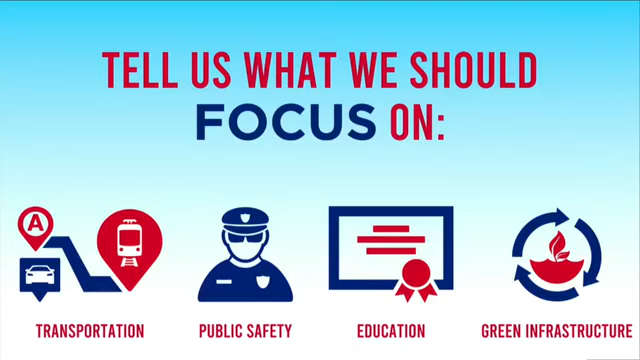 TELL US WHAT WE SHOULD
FOCUS ON:
A
TRANSPORTATION
PUBLIC SAFETY
EDUCATION
GREEN INFRASTRUCTURE